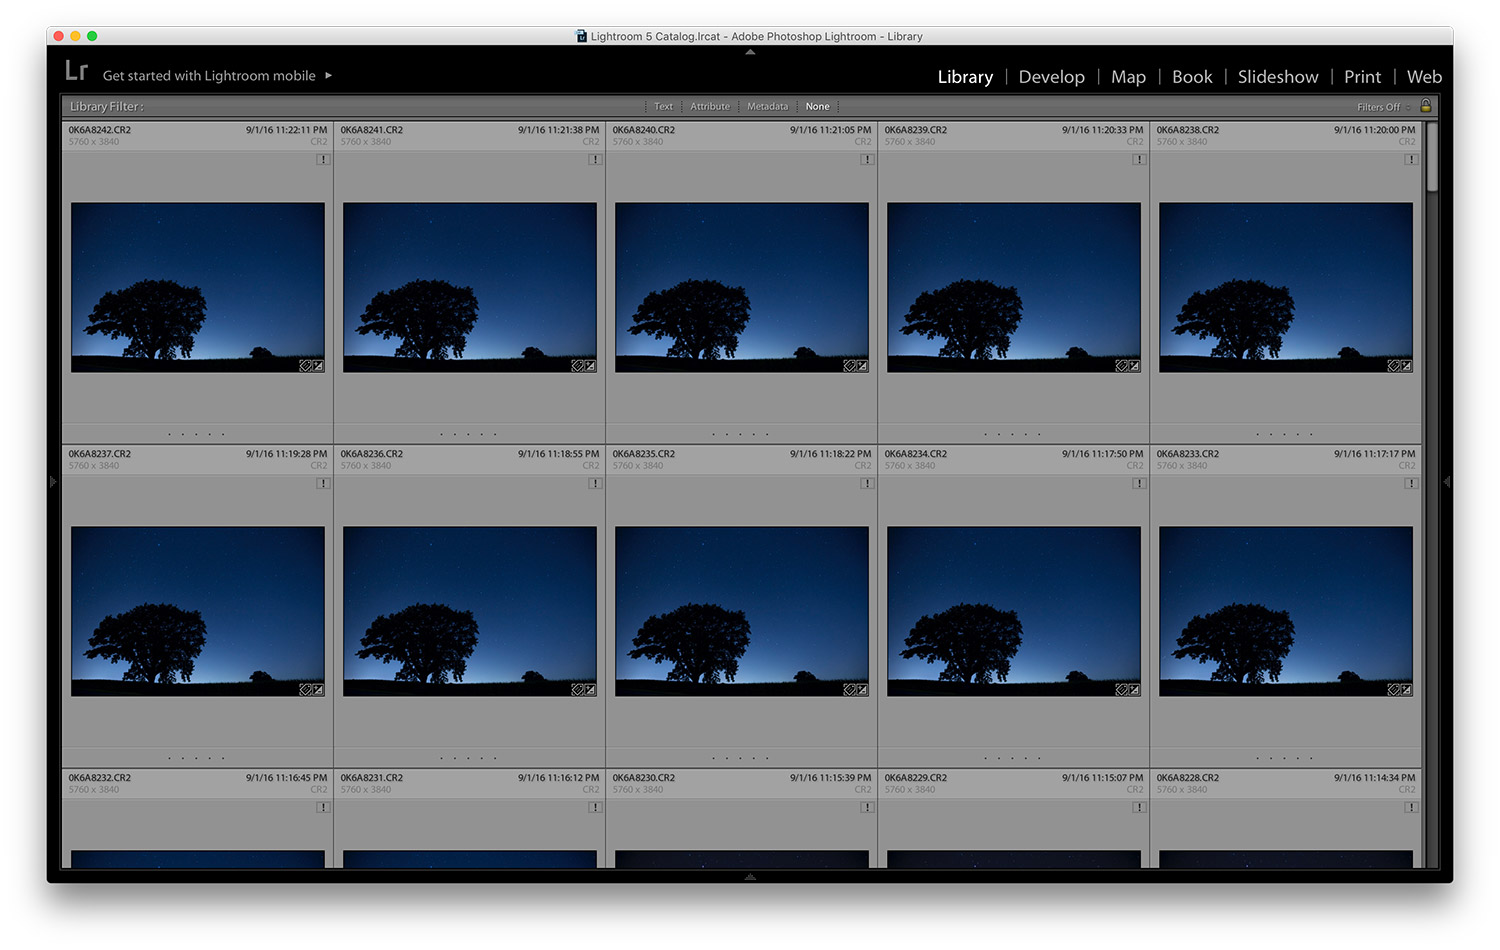 Lightroom 5 Catalog.lrcat - Adobe Photoshop Lightroom - Library
Lr Get started with Lightroom mobile ▸ Library | Develop | Map | Book | Slideshow | Print | Web
Library Filter : Text Attribute Metadata None Filters Off
0K6A8242.CR2 9/1/16 11:22:11 PM 0K6A8241.CR2 9/1/16 11:21:38 PM 0K6A8240.CR2 9/1/16 11:21:05 PM 0K6A8239.CR2 9/1/16 11:20:33 PM 0K6A8238.CR2 9/1/16 11:20:00 PM
5760 x 3840 CR2 5760 x 3840 CR2 5760 x 3840 CR2 5760 x 3840 CR2 5760 x 3840 CR2
! ! ! ! !
0K6A8237.CR2 9/1/16 11:19:28 PM 0K6A8236.CR2 9/1/16 11:18:55 PM 0K6A8235.CR2 9/1/16 11:18:22 PM 0K6A8234.CR2 9/1/16 11:17:50 PM 0K6A8233.CR2 9/1/16 11:17:17 PM
5760 x 3840 CR2 5760 x 3840 CR2 5760 x 3840 CR2 5760 x 3840 CR2 5760 x 3840 CR2
! ! ! ! !
0K6A8232.CR2 9/1/16 11:16:45 PM 0K6A8231.CR2 9/1/16 11:16:12 PM 0K6A8230.CR2 9/1/16 11:15:39 PM 0K6A8229.CR2 9/1/16 11:15:07 PM 0K6A8228.CR2 9/1/16 11:14:34 PM
5760 x 3840 CR2 5760 x 3840 CR2 5760 x 3840 CR2 5760 x 3840 CR2 5760 x 3840 CR2
! ! ! ! !